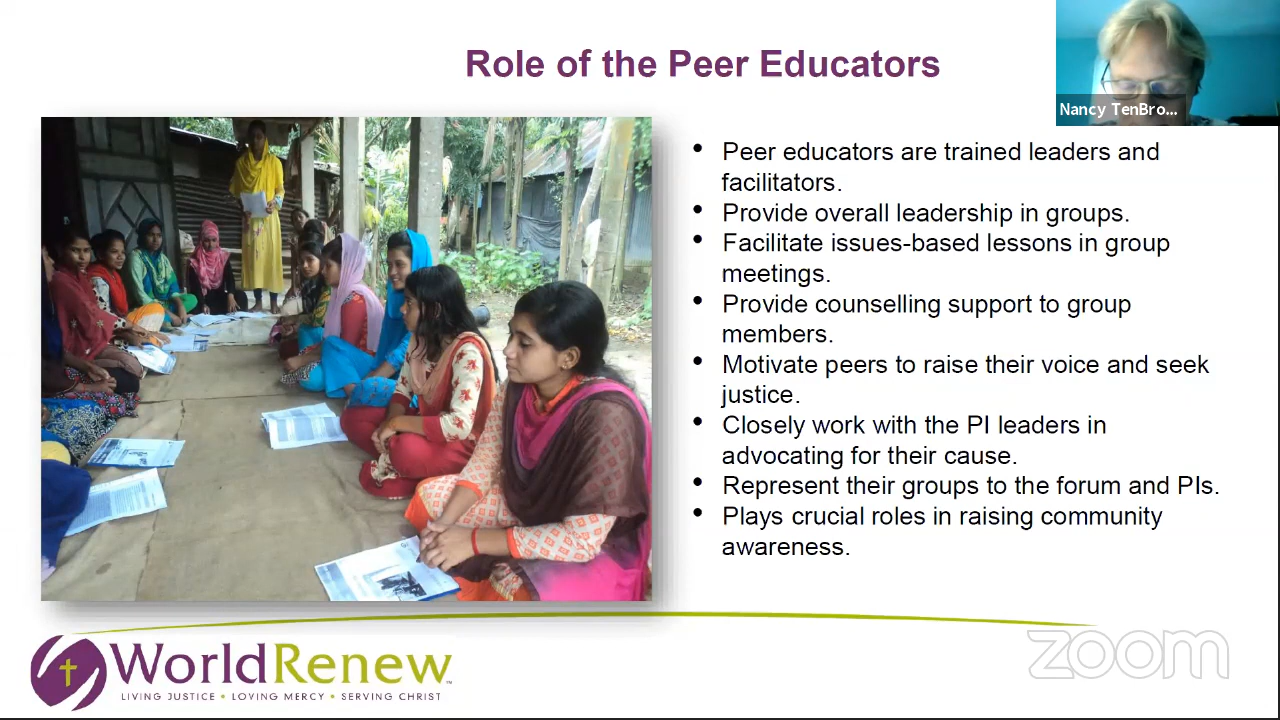 Role of the Peer Educators
Nancy TenBro...
• Peer educators are trained leaders and
facilitators.
• Provide overall leadership in groups.
• Facilitate issues-based lessons in group
meetings.
• Provide counselling support to group
members.
• Motivate peers to raise their voice and seek
justice.
• Closely work with the PI leaders in
advocating for their cause.
• Represent their groups to the forum and PIs.
• Plays crucial roles in raising community
awareness.
WorldRenew™
LIVING JUSTICE • LOVING MERCY • SERVING CHRIST
zoom